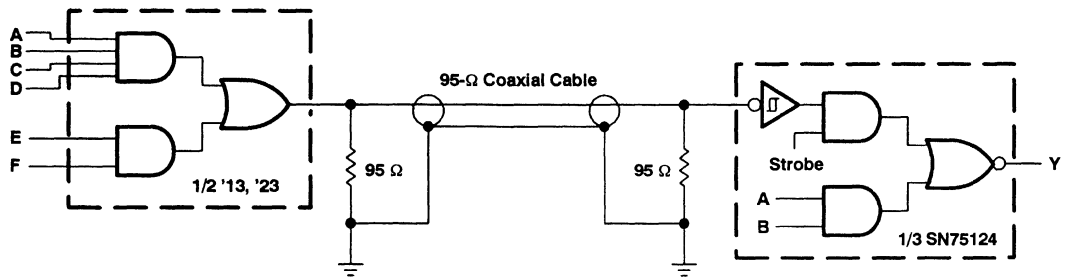 A
B
C
D
E
F
1/2 '13, '23
95-Ω Coaxial Cable
95 Ω
95 Ω
Strobe
A
B
Y
1/3 SN75124